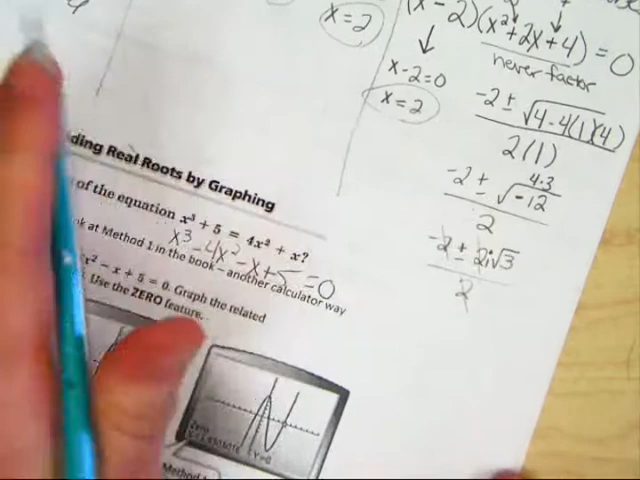 x=2
(x-2)(x²+2x+4)=0
never factor
x-2=0
x=2
-2±√4-4(1)(4)
2(1)
4·3
-2±√-12
2
-2±2i√3
2
ding Real Roots by Graphing
of the equation x³ + 5 = 4x² + x?
x³-4x²-x+5=0
at Method 1 in the book – another calculator way
x² – x + 5 = 0. Graph the related
Use the ZERO feature.
Zero
Y=0
Method